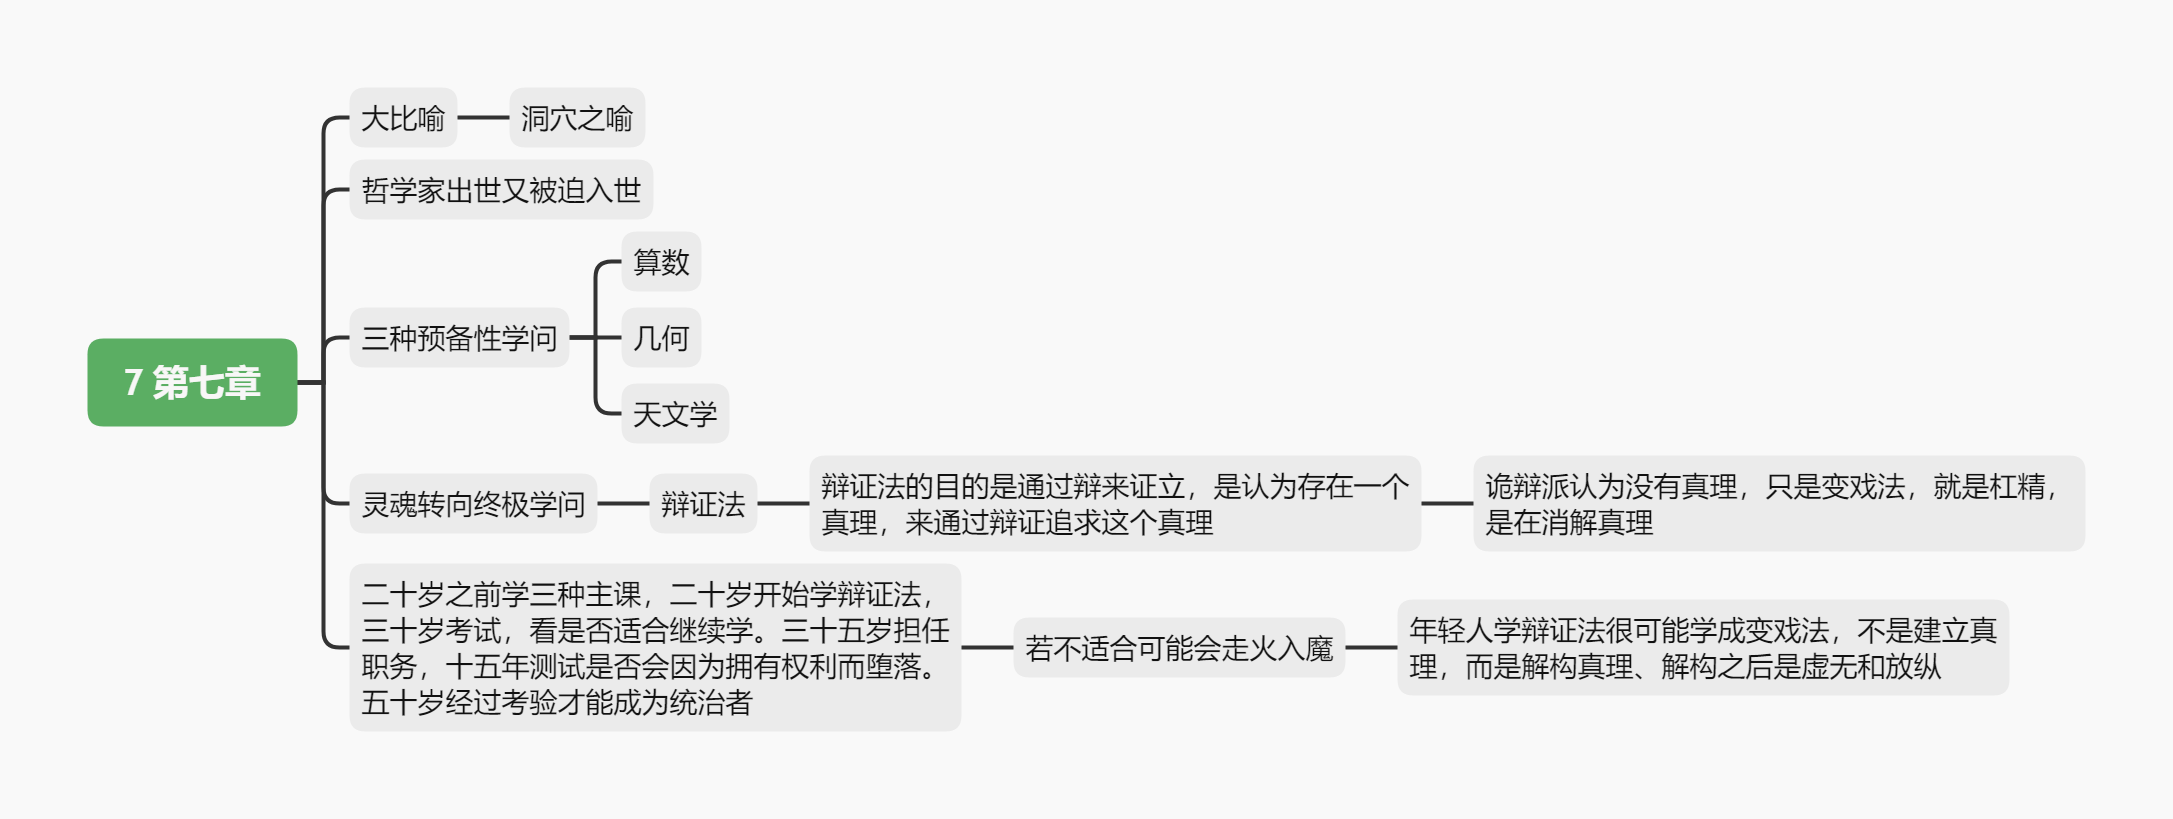 7 第七章
大比喻
洞穴之喻
哲学家出世又被迫入世
三种预备性学问
算数
几何
天文学
灵魂转向终极学问
辩证法
辩证法的目的是通过辩来证立，是认为存在一个
真理，来通过辩证追求这个真理
诡辩派认为没有真理，只是变戏法，就是杠精，
是在消解真理
二十岁之前学三种主课，二十岁开始学辩证法，
三十岁考试，看是否适合继续学。三十五岁担任
职务，十五年测试是否会因为拥有权利而堕落。
五十岁经过考验才能成为统治者
若不适合可能会走火入魔
年轻人学辩证法很可能学成变戏法，不是建立真
理，而是解构真理、解构之后是虚无和放纵